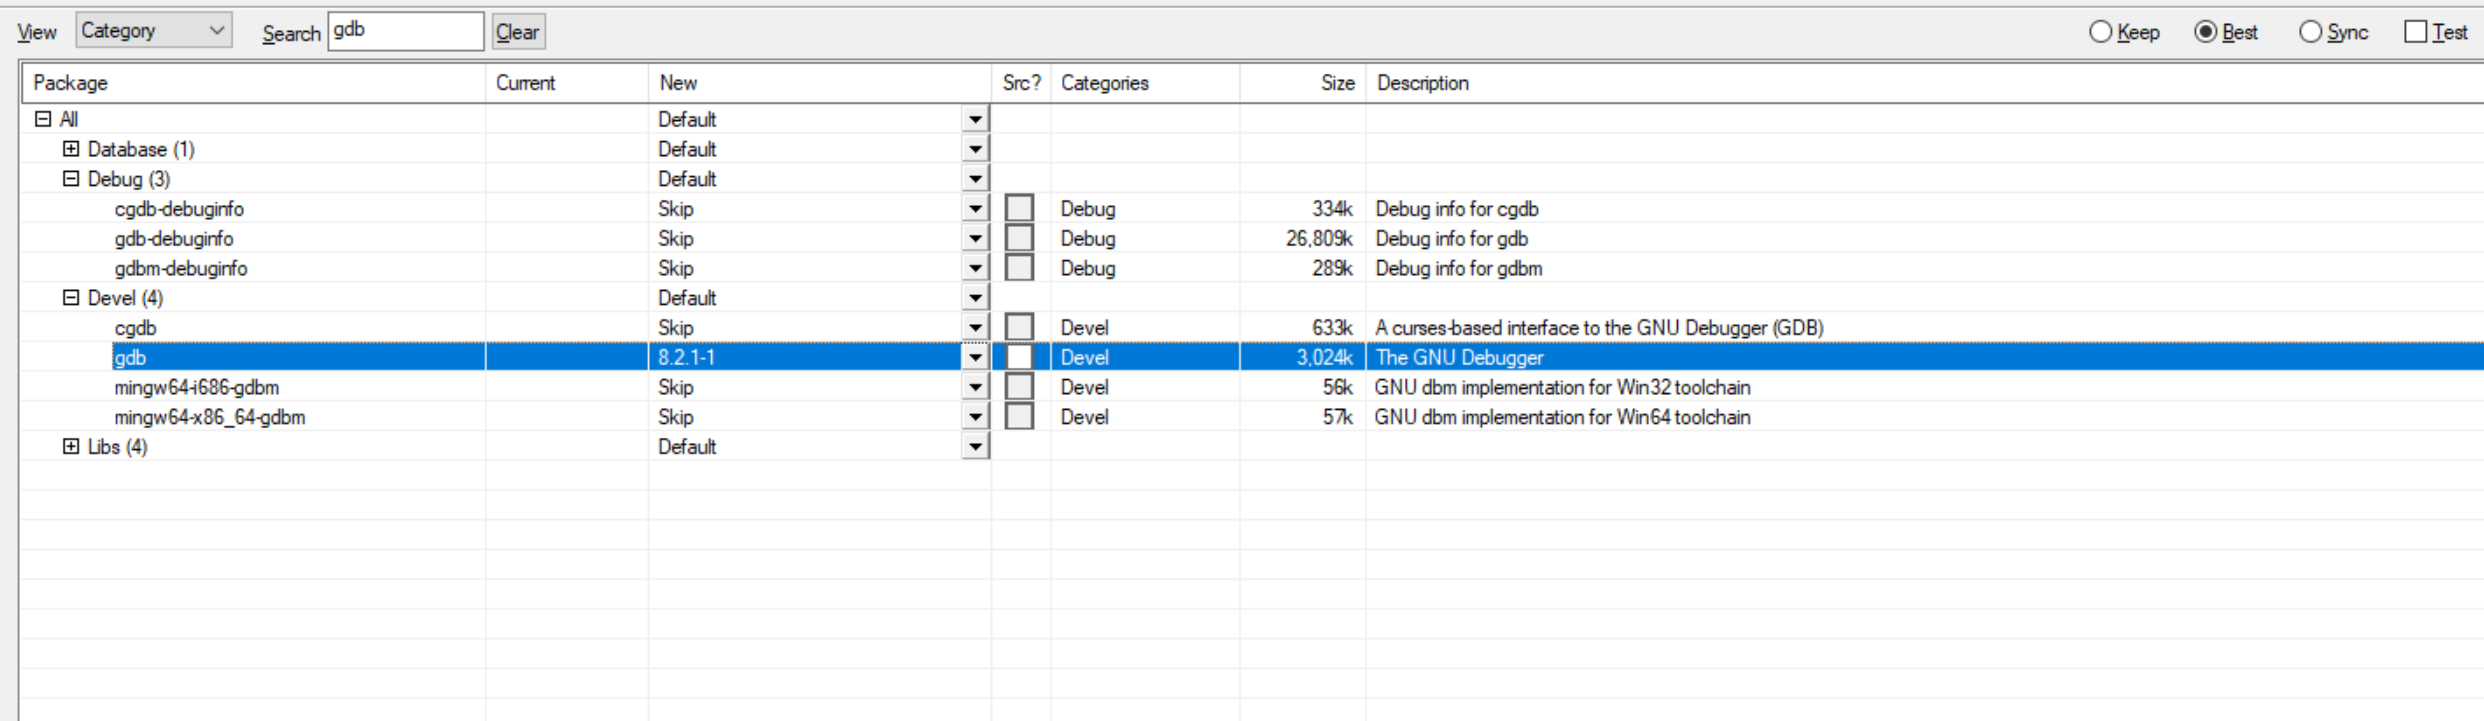 View Category Search gdb Clear Keep Best Sync Test
Package Current New Src? Categories Size Description
All Default
Database (1) Default
Debug (3) Default
cgdb-debuginfo Skip Debug 334k Debug info for cgdb
gdb-debuginfo Skip Debug 26,809k Debug info for gdb
gdbm-debuginfo Skip Debug 289k Debug info for gdbm
Devel (4) Default
cgdb Skip Devel 633k A curses-based interface to the GNU Debugger (GDB)
gdb 8.2.1-1 Devel 3,024k The GNU Debugger
mingw64-i686-gdbm Skip Devel 56k GNU dbm implementation for Win32 toolchain
mingw64-x86_64-gdbm Skip Devel 57k GNU dbm implementation for Win64 toolchain
Libs (4) Default